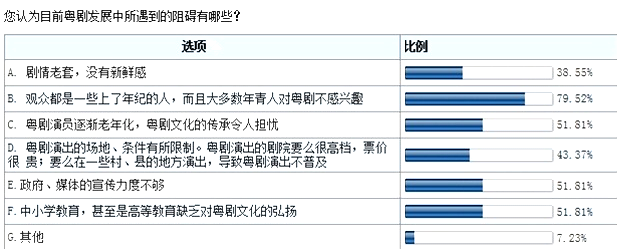 您认为目前粤剧发展中所遇到的阻碍有哪些？
选项 比例
A. 剧情老套，没有新鲜感 38.55%
B. 观众都是一些上了年纪的人，而且大多数年青人对粤剧不感兴趣 79.52%
C. 粤剧演员逐渐老年化，粤剧文化的传承令人担忧 51.81%
D. 粤剧演出的场地、条件有所限制。粤剧演出的剧院要么很高档，票价
很 贵；要么在一些村、县的地方演出，导致粤剧演出不普及 43.37%
E.政府、媒体的宣传力度不够 51.81%
F.中小学教育，甚至是高等教育缺乏对粤剧文化的弘扬 51.81%
G.其他 7.23%